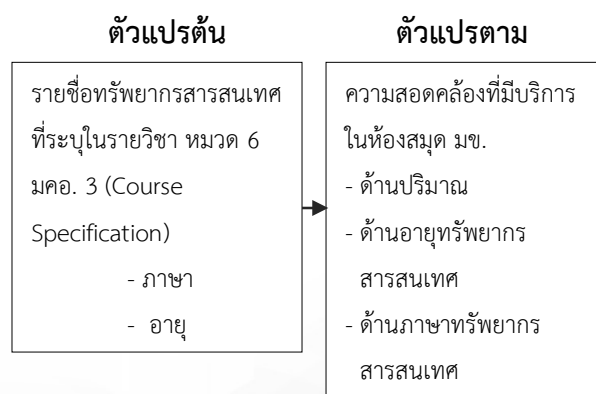 ตัวแปรต้น
รายชื่อทรัพยากรสารสนเทศ
ที่ระบุในรายวิชา หมวด 6
มคอ. 3 (Course
Specification)
- ภาษา
- อายุ
ตัวแปรตาม
ความสอดคล้องที่มีบริการ
ในห้องสมุด มข.
- ด้านปริมาณ
- ด้านอายุทรัพยากร
สารสนเทศ
- ด้านภาษาทรัพยากร
สารสนเทศ